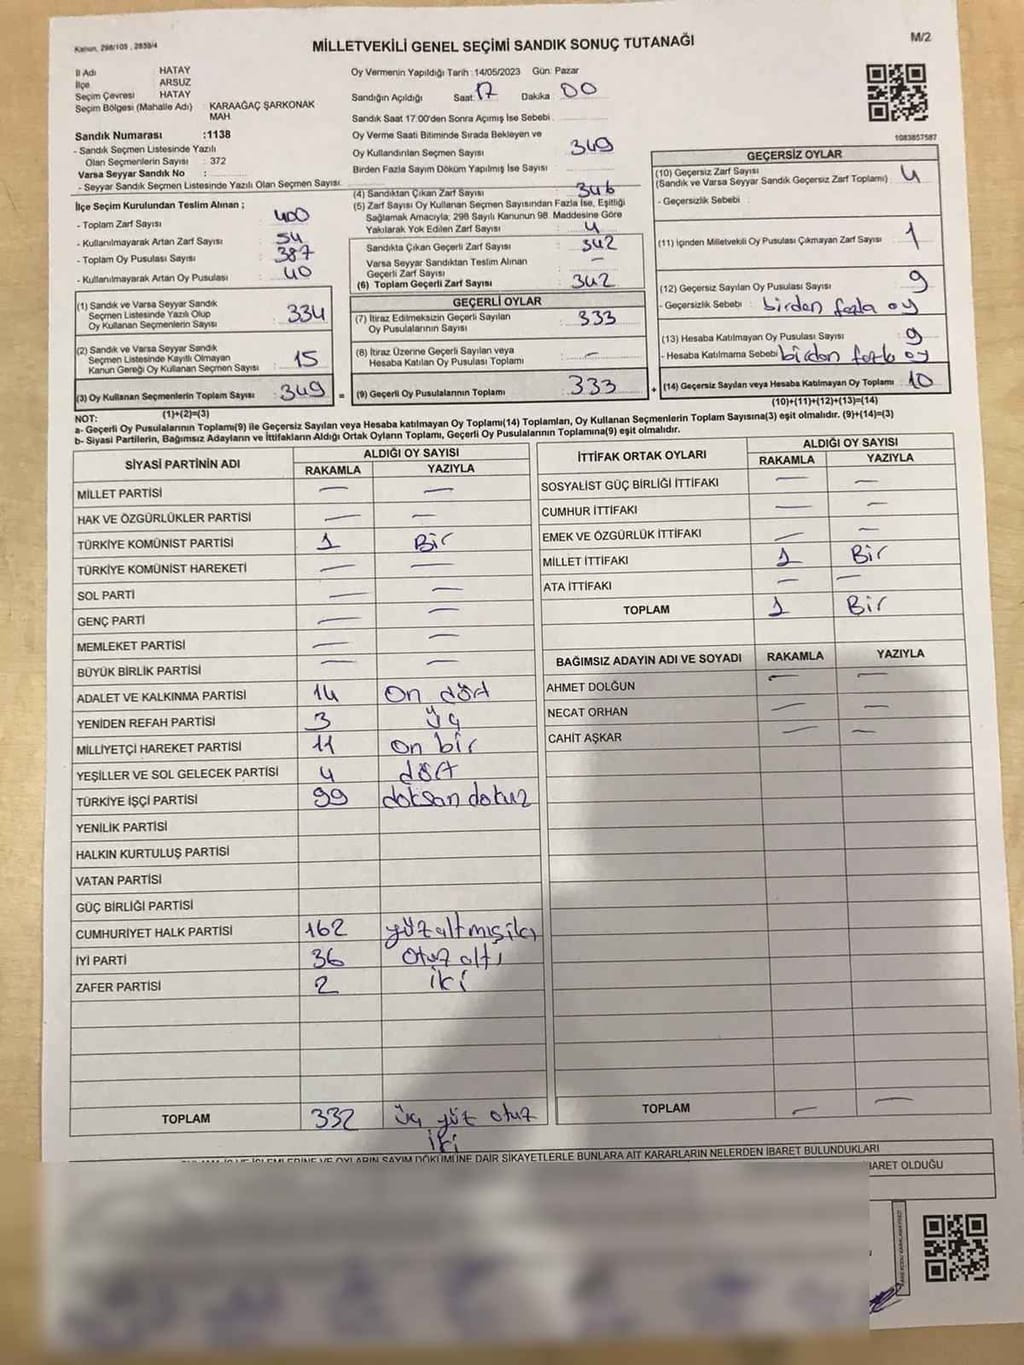 Kanun, 298/105 , 2839/4
MİLLETVEKİLİ GENEL SEÇİMİ SANDIK SONUÇ TUTANAĞI
M/2
İl Adı HATAY
İlçe ARSUZ
Seçim Çevresi HATAY
Seçim Bölgesi (Mahalle Adı) KARAAĞAÇ ŞARKONAK MAH
Sandık Numarası :1138
- Sandık Seçmen Listesinde Yazılı
Olan Seçmenlerin Sayısı : 372
Varsa Seyyar Sandık No :
- Seyyar Sandık Seçmen Listesinde Yazılı Olan Seçmen Sayısı:
Oy Vermenin Yapıldığı Tarih :14/05/2023 Gün: Pazar
Sandığın Açıldığı Saat: 17 Dakika 00
Sandık Saat 17:00'den Sonra Açımış İse Sebebi
Oy Verme Saati Bitiminde Sırada Bekleyen ve
Oy Kullandırılan Seçmen Sayısı 349
Birden Fazla Sayım Döküm Yapılmış İse Sayısı
1083857587
İlçe Seçim Kurulundan Teslim Alınan ;
- Toplam Zarf Sayısı : 400
- Kullanılmayarak Artan Zarf Sayısı : 54
- Toplam Oy Pusulası Sayısı : 387
- Kullanılmayarak Artan Oy Pusulası : 40
(1) Sandık ve Varsa Seyyar Sandık
Seçmen Listesinde Yazılı Olup
Oy Kullanan Seçmenlerin Sayısı : 334
(2) Sandık ve Varsa Seyyar Sandık
Seçmen Listesinde Kayıtlı Olmayan
Kanun Gereği Oy Kullanan Seçmen Sayısı : 15
(3) Oy Kullanan Seçmenlerin Toplam Sayısı : 349
(1)+(2)=(3)
(4) Sandıktan Çıkan Zarf Sayısı 346
(5) Zarf Sayısı Oy Kullanan Seçmen Sayısından Fazla İse, Eşitliği
Sağlamak Amacıyla; 298 Sayılı Kanunun 98. Maddesine Göre
Yakılarak Yok Edilen Zarf Sayısı 4
Sandıkta Çıkan Geçerli Zarf Sayısı 342
Varsa Seyyar Sandıktan Teslim Alınan
Geçerli Zarf Sayısı —
(6) Toplam Geçerli Zarf Sayısı 342
GEÇERLİ OYLAR
(7) İtiraz Edilmeksizin Geçerli Sayılan
Oy Pusulalarının Sayısı : 333
(8) İtiraz Üzerine Geçerli Sayılan veya
Hesaba Katılan Oy Pusulası Toplamı : —
= (9) Geçerli Oy Pusulalarının Toplamı : 333
GEÇERSİZ OYLAR
(10) Geçersiz Zarf Sayısı
(Sandık ve Varsa Seyyar Sandık Geçersiz Zarf Toplamı) : 4
- Geçersizlik Sebebi :
(11) İçinden Milletvekili Oy Pusulası Çıkmayan Zarf Sayısı : 1
(12) Geçersiz Sayılan Oy Pusulası Sayısı : 9
- Geçersizlik Sebebi : birden fazla oy
(13) Hesaba Katılmayan Oy Pusulası Sayısı : 9
- Hesaba Katılmama Sebebi : birden fazla oy
+ (14) Geçersiz Sayılan veya Hesaba Katılmayan Oy Toplamı : 10
(10)+(11)+(12)+(13)=(14)
NOT:
a- Geçerli Oy Pusulalarının Toplamı(9) ile Geçersiz Sayılan veya Hesaba katılmayan Oy Toplamı(14) Toplamları, Oy Kullanan Seçmenlerin Toplam Sayısına(3) eşit olmalıdır. (9)+(14)=(3)
b- Siyasi Partilerin, Bağımsız Adayların ve İttifakların Aldığı Ortak Oyların Toplamı, Geçerli Oy Pusulalarının Toplamına(9) eşit olmalıdır.
SİYASİ PARTİNİN ADI ALDIĞI OY SAYISI
RAKAMLA YAZIYLA
MİLLET PARTİSİ — —
HAK VE ÖZGÜRLÜKLER PARTİSİ — —
TÜRKİYE KOMÜNİST PARTİSİ 1 Bir
TÜRKİYE KOMÜNİST HAREKETİ — —
SOL PARTİ — —
GENÇ PARTİ — —
MEMLEKET PARTİSİ — —
BÜYÜK BİRLİK PARTİSİ — —
ADALET VE KALKINMA PARTİSİ 14 On dört
YENİDEN REFAH PARTİSİ 3 üç
MİLLİYETÇİ HAREKET PARTİSİ 11 on bir
YEŞİLLER VE SOL GELECEK PARTİSİ 4 dört
TÜRKİYE İŞÇİ PARTİSİ 99 doksan dokuz
YENİLİK PARTİSİ
HALKIN KURTULUŞ PARTİSİ
VATAN PARTİSİ
GÜÇ BİRLİĞİ PARTİSİ
CUMHURİYET HALK PARTİSİ 162 yüz altmış iki
İYİ PARTİ 36 otuz altı
ZAFER PARTİSİ 2 iki
TOPLAM 332 üç yüz otuz
iki
İTTİFAK ORTAK OYLARI ALDIĞI OY SAYISI
RAKAMLA YAZIYLA
SOSYALİST GÜÇ BİRLİĞİ İTTİFAKI — —
CUMHUR İTTİFAKI — —
EMEK VE ÖZGÜRLÜK İTTİFAKI — —
MİLLET İTTİFAKI 1 Bir
ATA İTTİFAKI — —
TOPLAM 1 Bir
BAĞIMSIZ ADAYIN ADI VE SOYADI RAKAMLA YAZIYLA
AHMET DOLĞUN — —
NECAT ORHAN — —
CAHİT AŞKAR — —
TOPLAM — —
OYLARIN SAYIM DÖKÜMÜNE DAİR ŞİKAYETLERLE BUNLARA AİT KARARLARIN NELERDEN İBARET BULUNDUKLARI
BARET OLDUĞU